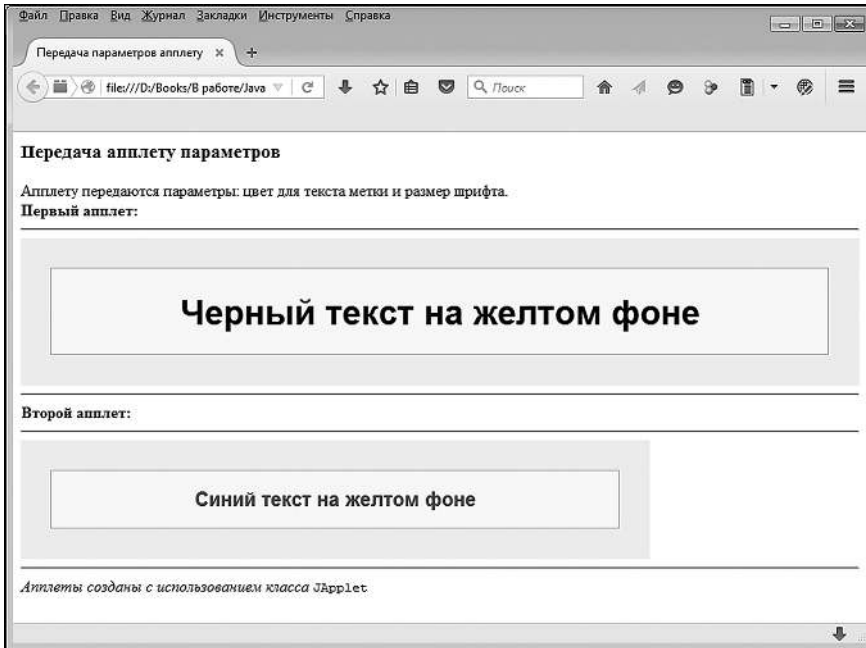 Файл Правка Вид Журнал Закладки Инструменты Справка
Передача параметров апплету × +
file:///D:/Books/В работе/Java
Поиск
Передача апплету параметров
Апплету передаются параметры: цвет для текста метки и размер шрифта.
Первый апплет:
Черный текст на желтом фоне
Второй апплет:
Синий текст на желтом фоне
Апплеты созданы с использованием класса JApplet